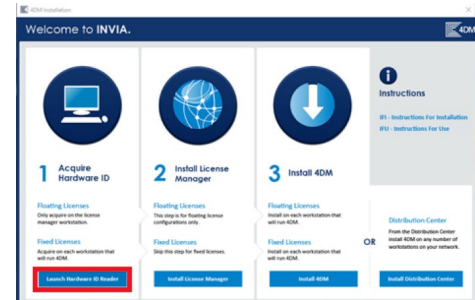 4DM Installation
Welcome to INVIA.
4DM
1 Acquire
Hardware ID
Floating Licenses
Only acquire on the license
manager workstation.
Fixed Licenses
Acquire on each workstation that
will run 4DM.
Launch Hardware ID Reader
2 Install License
Manager
Floating Licenses
This step is for floating license
configurations only.
Fixed Licenses
Skip this step for fixed licenses.
Install License Manager
3 Install 4DM
Floating Licenses
Install on each workstation that
will run 4DM.
Fixed Licenses
Install on each workstation that
will run 4DM.
Install 4DM
OR
i
Instructions
IFI - Instructions For Installation
IFU - Instructions For Use
Distribution Center
From the Distribution Center
install 4DM on any number of
workstations on your network.
Install Distribution Center